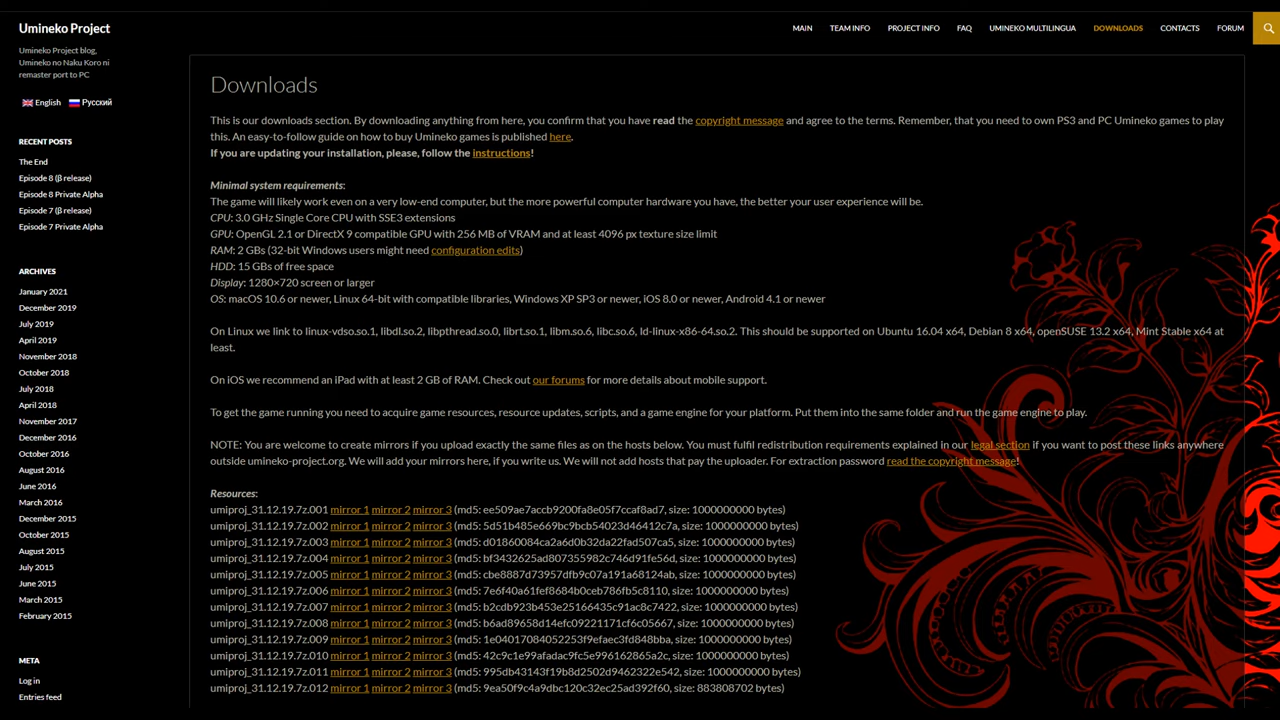 Umineko Project
Umineko Project blog,
Umineko no Naku Koro ni
remaster port to PC
English Русский
RECENT POSTS
The End
Episode 8 (β release)
Episode 8 Private Alpha
Episode 7 (β release)
Episode 7 Private Alpha
ARCHIVES
January 2021
December 2019
July 2019
April 2019
November 2018
October 2018
July 2018
April 2018
November 2017
December 2016
October 2016
August 2016
June 2016
March 2016
December 2015
October 2015
August 2015
July 2015
June 2015
March 2015
February 2015
META
Log in
Entries feed
MAIN TEAM INFO PROJECT INFO FAQ UMINEKO MULTILINGUA DOWNLOADS CONTACTS FORUM
Downloads
This is our downloads section. By downloading anything from here, you confirm that you have read the copyright message and agree to the terms. Remember, that you need to own PS3 and PC Umineko games to play
this. An easy-to-follow guide on how to buy Umineko games is published here.
If you are updating your installation, please, follow the instructions!
Minimal system requirements:
The game will likely work even on a very low-end computer, but the more powerful computer hardware you have, the better your user experience will be.
CPU: 3.0 GHz Single Core CPU with SSE3 extensions
GPU: OpenGL 2.1 or DirectX 9 compatible GPU with 256 MB of VRAM and at least 4096 px texture size limit
RAM: 2 GBs (32-bit Windows users might need configuration edits)
HDD: 15 GBs of free space
Display: 1280×720 screen or larger
OS: macOS 10.6 or newer, Linux 64-bit with compatible libraries, Windows XP SP3 or newer, iOS 8.0 or newer, Android 4.1 or newer
On Linux we link to linux-vdso.so.1, libdl.so.2, libpthread.so.0, librt.so.1, libm.so.6, libc.so.6, ld-linux-x86-64.so.2. This should be supported on Ubuntu 16.04 x64, Debian 8 x64, openSUSE 13.2 x64, Mint Stable x64 at
least.
On iOS we recommend an iPad with at least 2 GB of RAM. Check out our forums for more details about mobile support.
To get the game running you need to acquire game resources, resource updates, scripts, and a game engine for your platform. Put them into the same folder and run the game engine to play.
NOTE: You are welcome to create mirrors if you upload exactly the same files as on the hosts below. You must fulfil redistribution requirements explained in our legal section if you want to post these links anywhere
outside umineko-project.org. We will add your mirrors here, if you write us. We will not add hosts that pay the uploader. For extraction password read the copyright message!
Resources:
umiproj_31.12.19.7z.001 mirror 1 mirror 2 mirror 3 (md5: ee509ae7accb9200fa8e05f7ccaf8ad7, size: 1000000000 bytes)
umiproj_31.12.19.7z.002 mirror 1 mirror 2 mirror 3 (md5: 5d51b485e669bc9bcb54023d46412c7a, size: 1000000000 bytes)
umiproj_31.12.19.7z.003 mirror 1 mirror 2 mirror 3 (md5: d01860084ca2a6d0b32da22fad507ca5, size: 1000000000 bytes)
umiproj_31.12.19.7z.004 mirror 1 mirror 2 mirror 3 (md5: bf3432625ad807355982c746d91fe56d, size: 1000000000 bytes)
umiproj_31.12.19.7z.005 mirror 1 mirror 2 mirror 3 (md5: cbe8887d73957dfb9c07a191a68124ab, size: 1000000000 bytes)
umiproj_31.12.19.7z.006 mirror 1 mirror 2 mirror 3 (md5: 7e40a61fef8684b0ceb786fb5c8110, size: 1000000000 bytes)
umiproj_31.12.19.7z.007 mirror 1 mirror 2 mirror 3 (md5: b2cdb923b453e25166435c91ac8c7422, size: 1000000000 bytes)
umiproj_31.12.19.7z.008 mirror 1 mirror 2 mirror 3 (md5: b6ad89658d14efc09221171cf6c05667, size: 1000000000 bytes)
umiproj_31.12.19.7z.009 mirror 1 mirror 2 mirror 3 (md5: 1e04017084052253f9efaec3fd848bba, size: 1000000000 bytes)
umiproj_31.12.19.7z.010 mirror 1 mirror 2 mirror 3 (md5: 42c9c1e99afadac9fc5e996162865a2c, size: 1000000000 bytes)
umiproj_31.12.19.7z.011 mirror 1 mirror 2 mirror 3 (md5: 995db43143f19b8d2502d9462322e542, size: 1000000000 bytes)
umiproj_31.12.19.7z.012 mirror 1 mirror 2 mirror 3 (md5: 9ea50f9c4a9dbc120c32ec25ad392f60, size: 883808702 bytes)